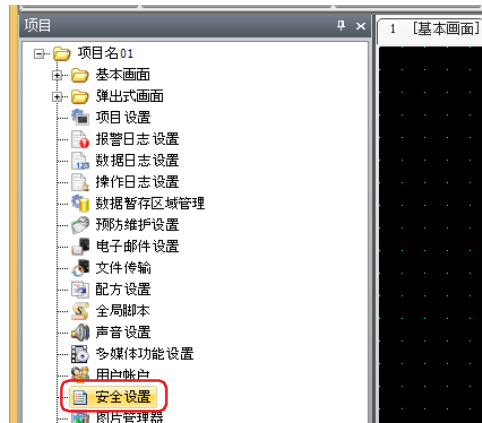 项目
1 [基本画面]
项目名01
基本画面
弹出式画面
项目设置
报警日志设置
数据日志设置
操作日志设置
数据暂存区域管理
预防维护设置
电子邮件设置
文件传输
配方设置
全局脚本
声音设置
多媒体功能设置
用户帐户
安全设置
图片管理器